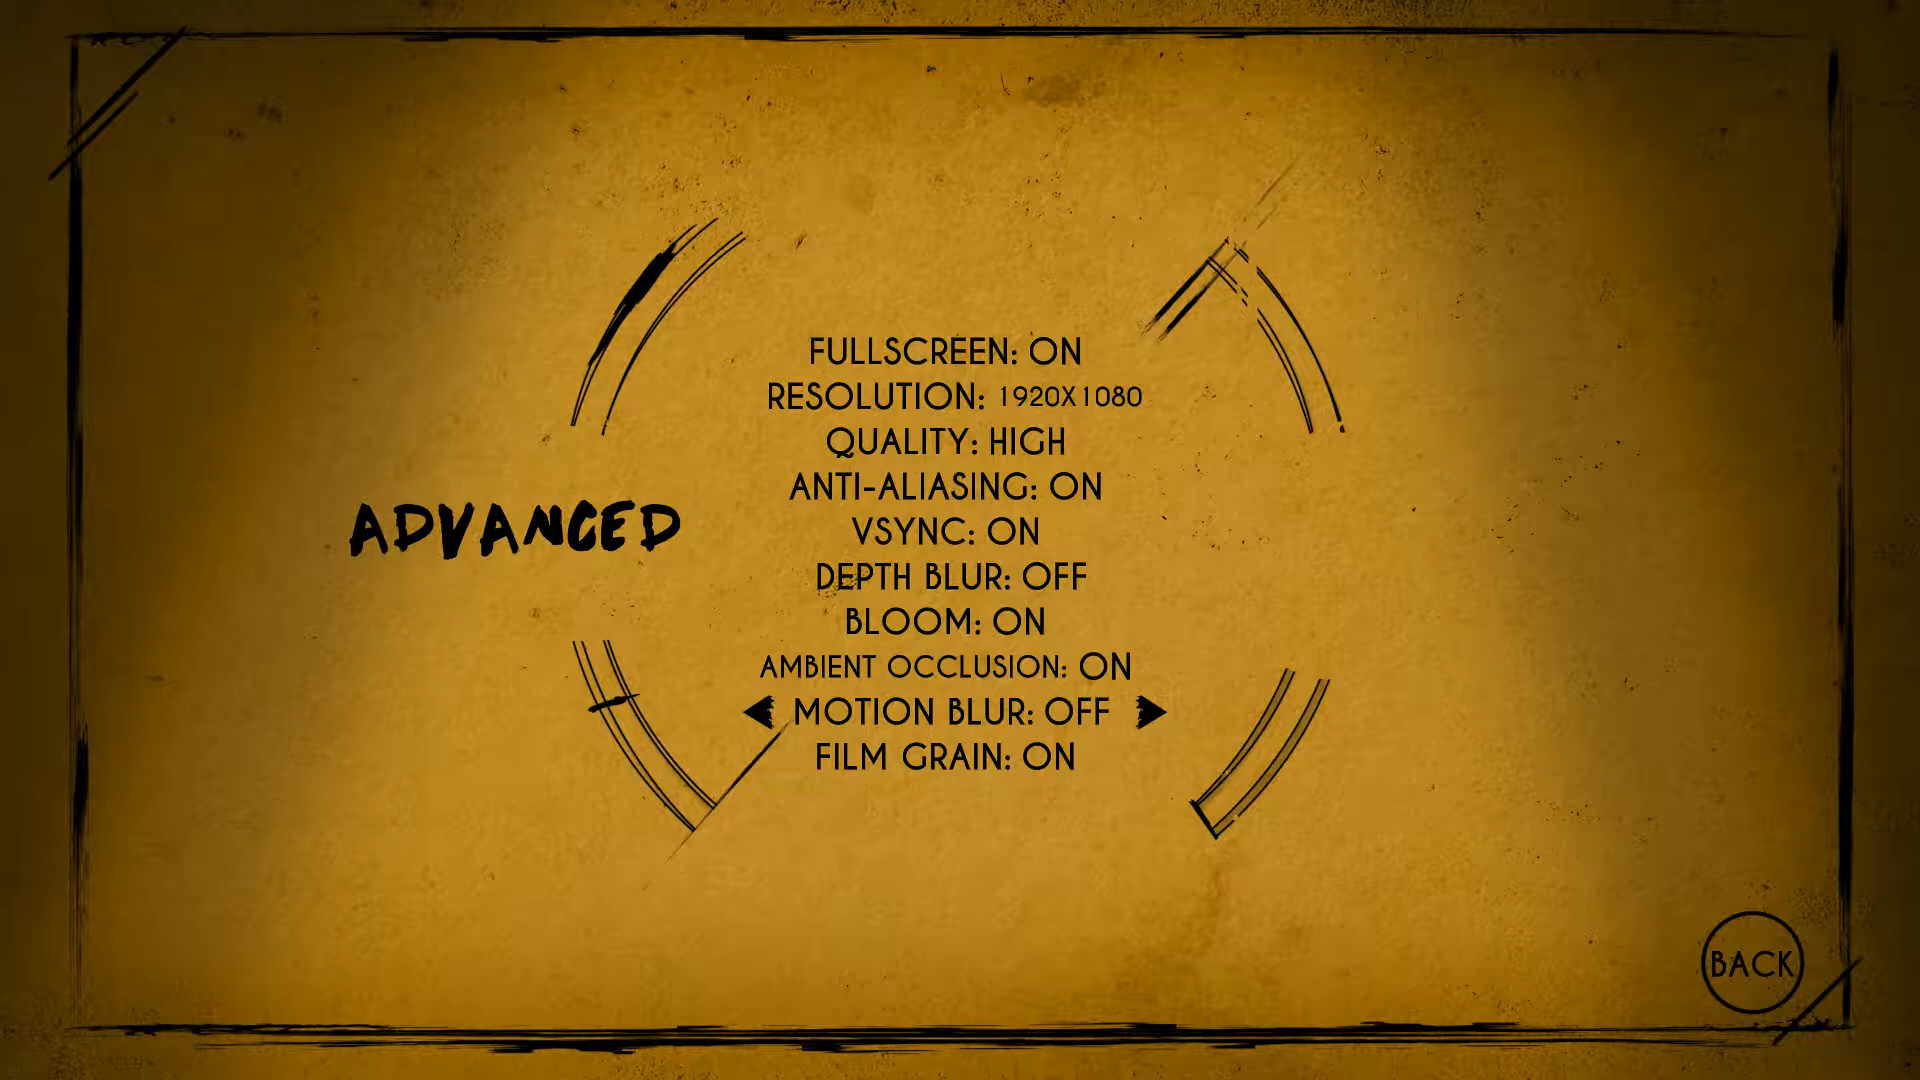 FULLSCREEN: ON
RESOLUTION: 1920X1080
QUALITY: HIGH
ANTI-ALIASING: ON
ADVANCED
VSYNC: ON
DEPTH BLUR: OFF
BLOOM: ON
AMBIENT OCCLUSION: ON
MOTION BLUR: OFF
FILM GRAIN: ON
BACK